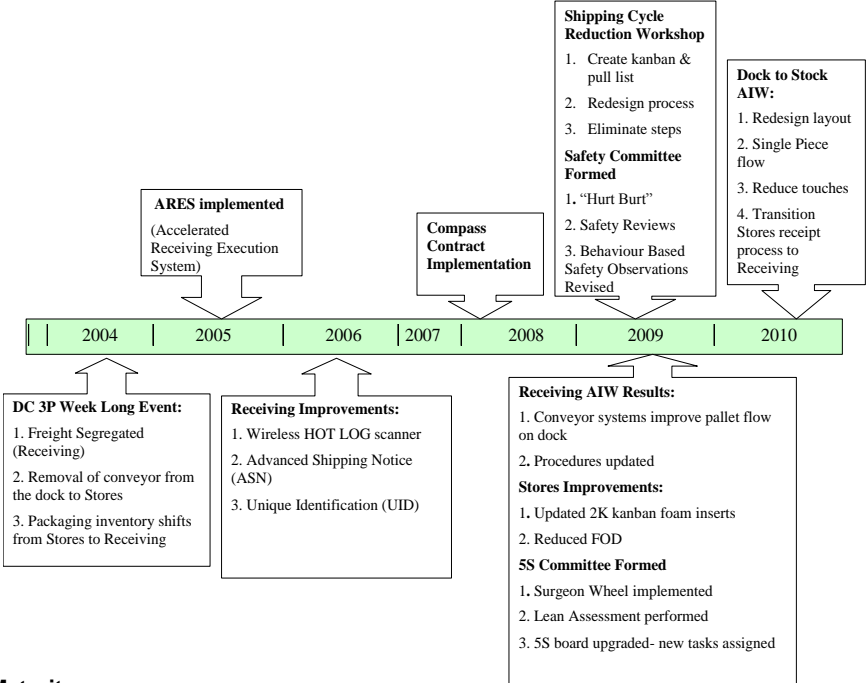 Shipping Cycle
Reduction Workshop
1. Create kanban &
pull list
2. Redesign process
3. Eliminate steps
Safety Committee
Formed
1. “Hurt Burt”
2. Safety Reviews
3. Behaviour Based
Safety Observations
Revised
Dock to Stock
AIW:
1. Redesign layout
2. Single Piece
flow
3. Reduce touches
4. Transition
Stores receipt
process to
Receiving
ARES implemented
(Accelerated
Receiving Execution
System)
Compass
Contract
Implementation
2004 2005 2006 2007 2008 2009 2010
DC 3P Week Long Event:
1. Freight Segregated
(Receiving)
2. Removal of conveyor from
the dock to Stores
3. Packaging inventory shifts
from Stores to Receiving
Receiving Improvements:
1. Wireless HOT LOG scanner
2. Advanced Shipping Notice
(ASN)
3. Unique Identification (UID)
Receiving AIW Results:
1. Conveyor systems improve pallet flow
on dock
2. Procedures updated
Stores Improvements:
1. Updated 2K kanban foam inserts
2. Reduced FOD
5S Committee Formed
1. Surgeon Wheel implemented
2. Lean Assessment performed
3. 5S board upgraded- new tasks assigned